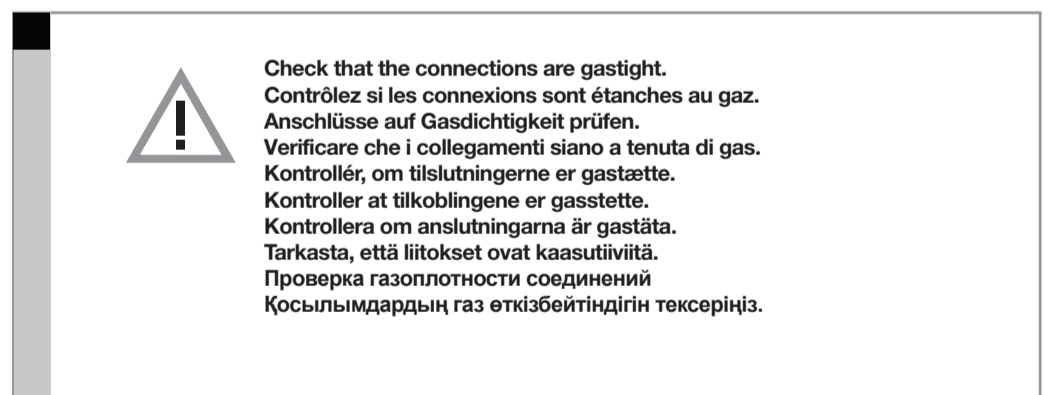 Check that the connections are gastight.
Contrôlez si les connexions sont étanches au gaz.
Anschlüsse auf Gasdichtigkeit prüfen.
Verificare che i collegamenti siano a tenuta di gas.
Kontrollér, om tilslutningerne er gastætte.
Kontroller at tilkoblingene er gasstette.
Kontrollera om anslutningarna är gastäta.
Tarkasta, että liitokset ovat kaasutiiviitä.
Проверка газоплотности соединений
Қосылымдардың газ өткізбейтіндігін тексеріңіз.